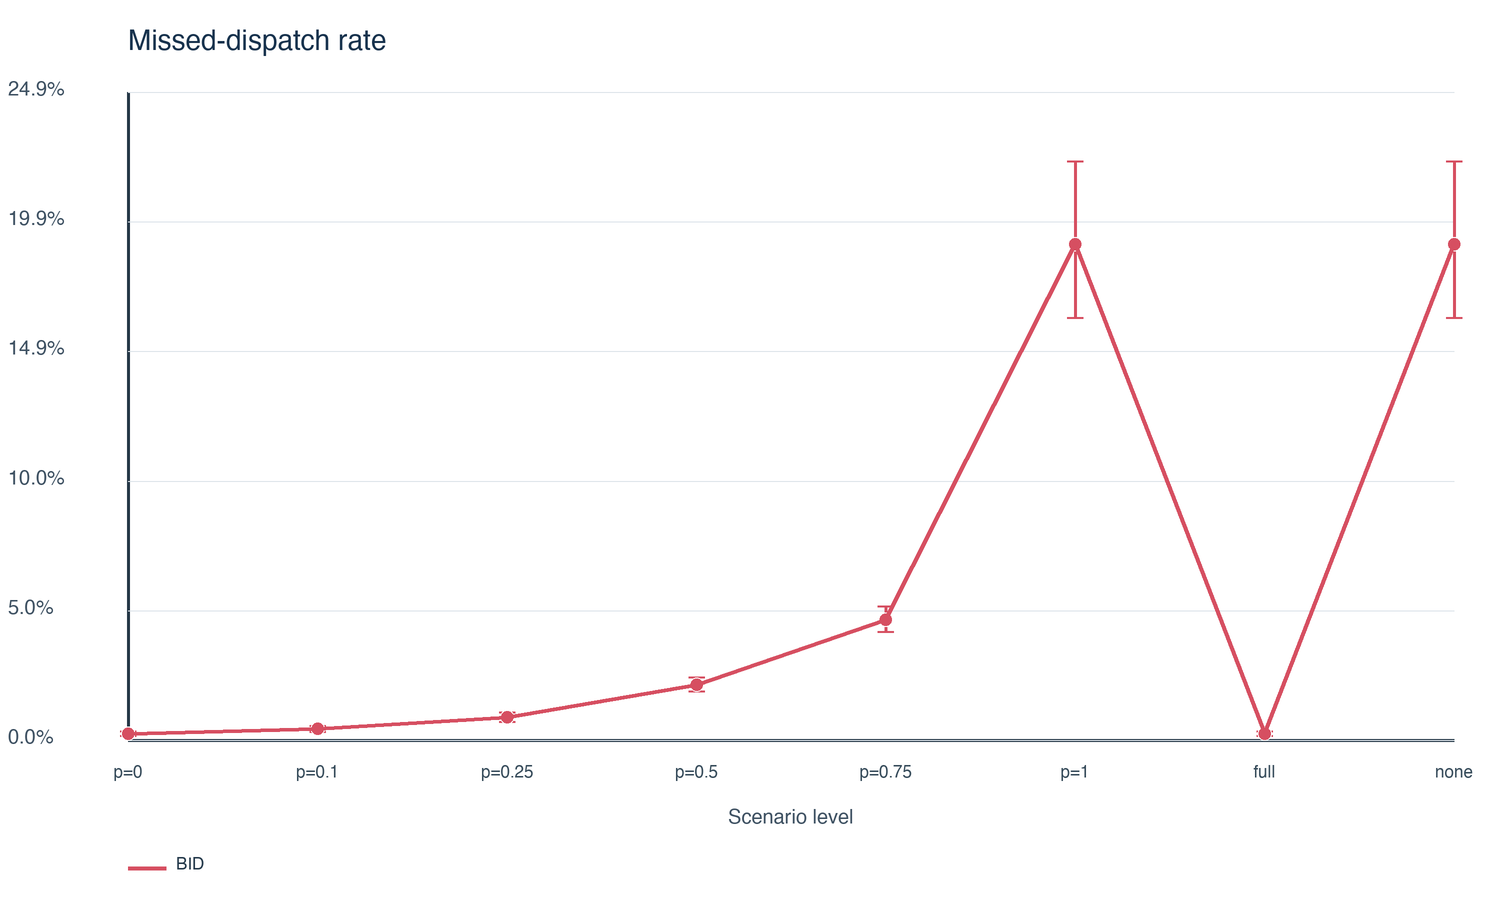 Missed-dispatch rate
24.9%
19.9%
14.9%
10.0%
5.0%
0.0%
p=0 p=0.1 p=0.25 p=0.5 p=0.75 p=1 full none
Scenario level
BID